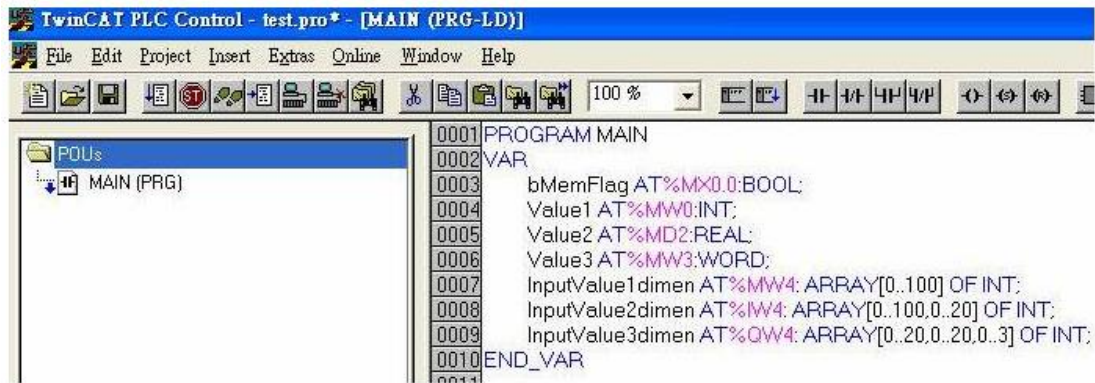 TwinCAT PLC Control - test.pro* - [MAIN (PRG-LD)]
File Edit Project Insert Extras Online Window Help
100 %
POUs
MAIN (PRG)
0001 PROGRAM MAIN
0002 VAR
0003 bMemFlag AT%MX0.0:BOOL;
0004 Value1 AT%MW0:INT;
0005 Value2 AT%MD2:REAL;
0006 Value3 AT%MW3:WORD;
0007 InputValue1dimen AT%MW4: ARRAY[0..100] OF INT;
0008 InputValue2dimen AT%IW4: ARRAY[0..100,0..20] OF INT;
0009 InputValue3dimen AT%QW4: ARRAY[0..20,0..20,0..3] OF INT;
0010 END_VAR
0011